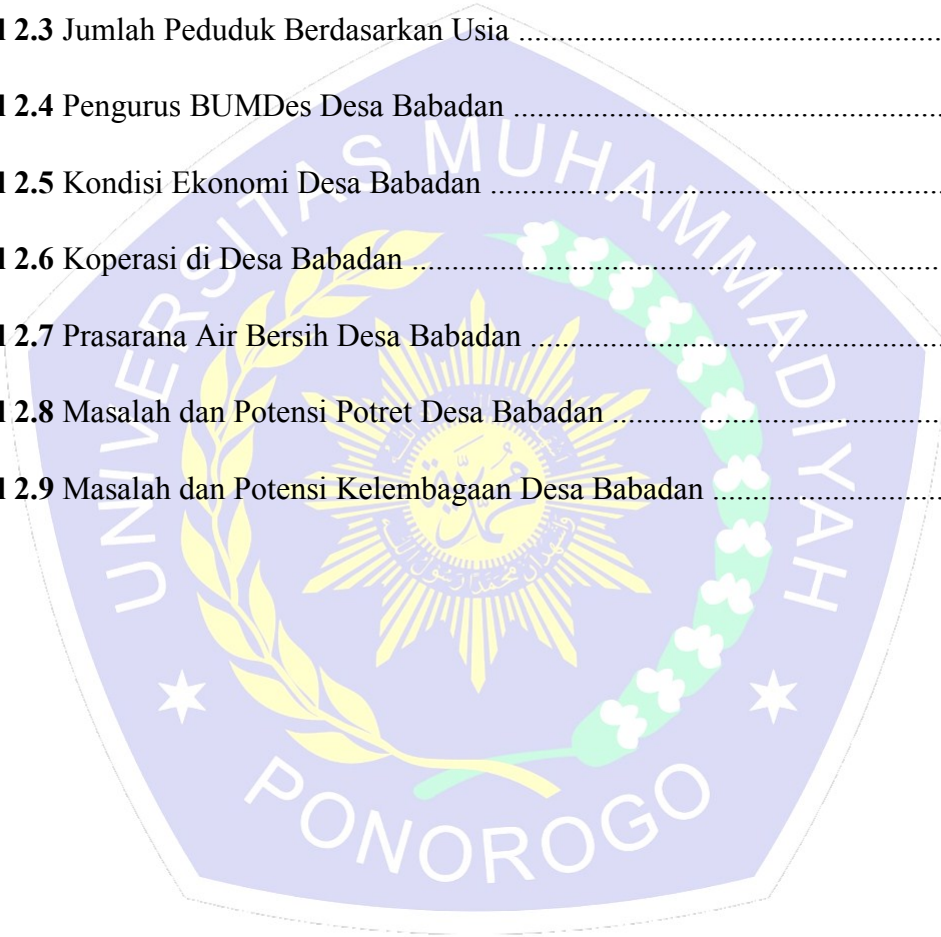 l 2.3 Jumlah Peduduk Berdasarkan Usia ........................................................
l 2.4 Pengurus BUMDes Desa Babadan .........................................................
l 2.5 Kondisi Ekonomi Desa Babadan ............................................................
l 2.6 Koperasi di Desa Babadan ......................................................................
l 2.7 Prasarana Air Bersih Desa Babadan .......................................................
l 2.8 Masalah dan Potensi Potret Desa Babadan ............................................
l 2.9 Masalah dan Potensi Kelembagaan Desa Babadan ...............................
UNIVERSITAS MUHAMMADIYAH
PONOROGO